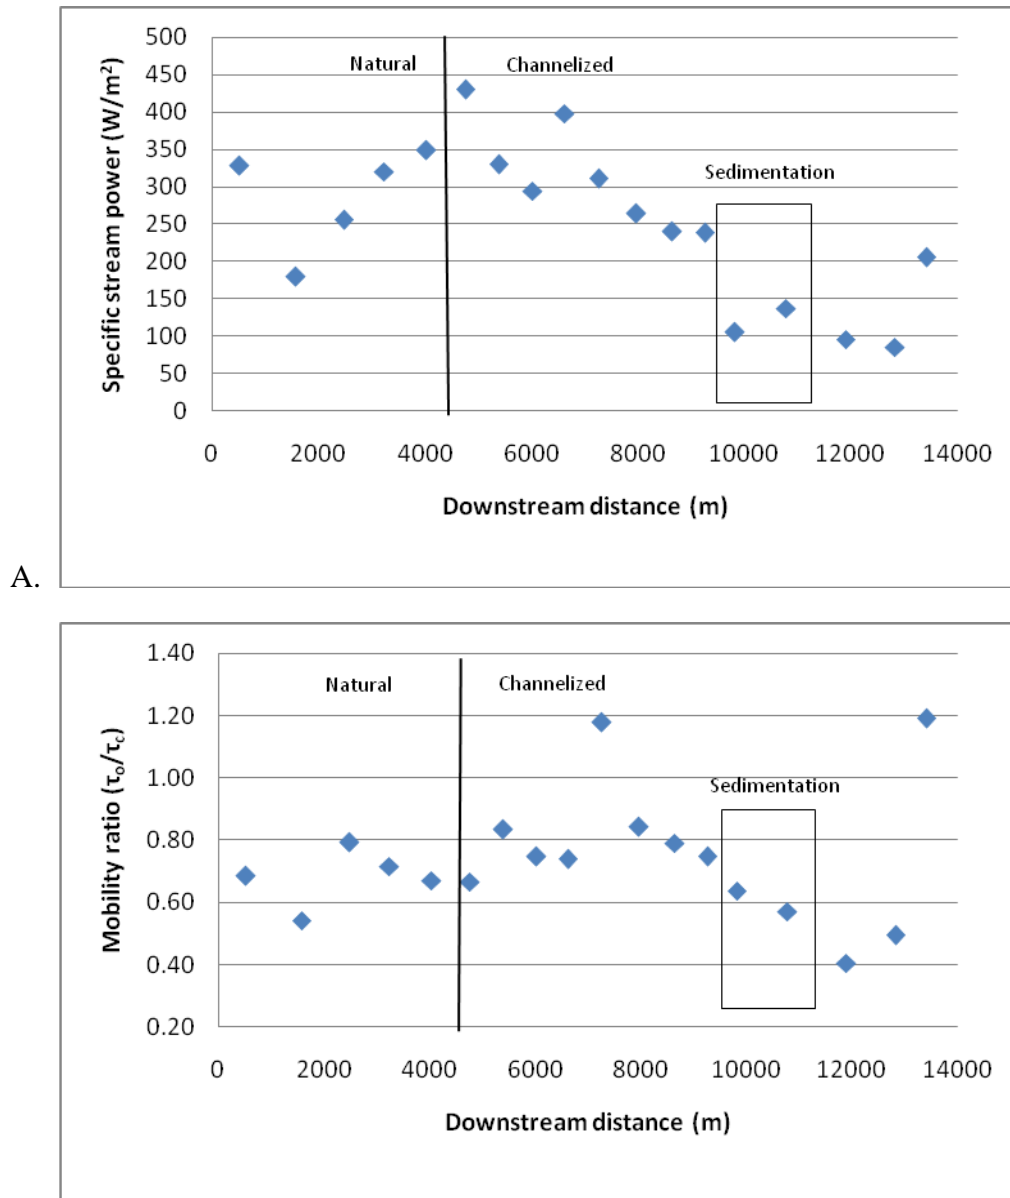 500
450
400
350
300
250
200
150
100
50
0
Specific stream power (W/m²)
Natural
Channelized
Sedimentation
0 2000 4000 6000 8000 10000 12000 14000
Downstream distance (m)
A.
1.40
1.20
1.00
0.80
0.60
0.40
0.20
Mobility ratio (τₒ/τ꜀)
Natural
Channelized
Sedimentation
0 2000 4000 6000 8000 10000 12000 14000
Downstream distance (m)